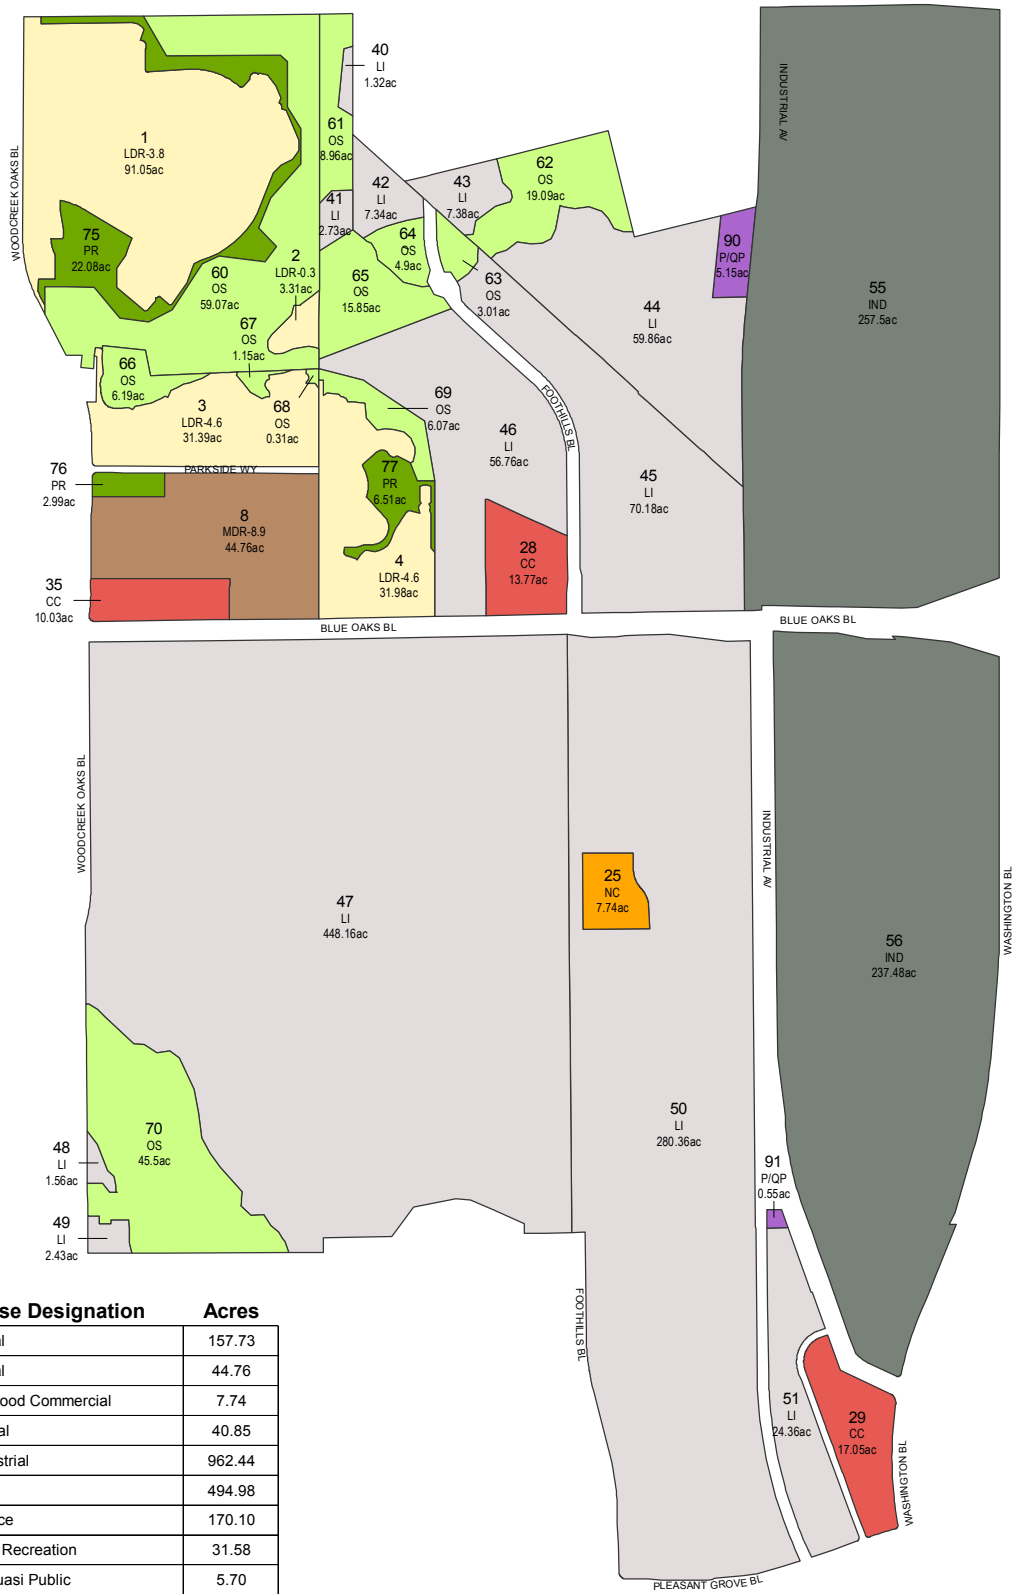 40
LI
1.32ac
INDUSTRIAL AV
61
OS
8.96ac
1
LDR-3.8
91.05ac
WOODCREEK OAKS BL
62
OS
19.09ac
42
LI
7.34ac
43
LI
7.38ac
41
LI
2.73ac
75
PR
22.08ac
64
OS
4.9ac
90
P/QP
5.15ac
2
LDR-0.3
3.31ac
60
OS
59.07ac
65
OS
15.85ac
63
OS
3.01ac
55
IND
257.5ac
44
LI
59.86ac
67
OS
1.15ac
66
OS
6.19ac
69
OS
6.07ac
FOOTHILLS BL
3
LDR-4.6
31.39ac
68
OS
0.31ac
46
LI
56.76ac
PARKSIDE WY
76
PR
2.99ac
77
PR
6.51ac
45
LI
70.18ac
8
MDR-8.9
44.76ac
28
CC
13.77ac
4
LDR-4.6
31.98ac
35
CC
10.03ac
BLUE OAKS BL
BLUE OAKS BL
WOODCREEK OAKS BL
INDUSTRIAL AV
25
NC
7.74ac
47
LI
448.16ac
WASHINGTON BL
56
IND
237.48ac
50
LI
280.36ac
70
OS
45.5ac
48
LI
1.56ac
91
P/QP
0.55ac
49
LI
2.43ac
FOOTHILLS BL
51
LI
24.36ac
29
CC
17.05ac
WASHINGTON BL
PLEASANT GROVE BL
se Designation Acres
al 157.73
al 44.76
ood Commercial 7.74
al 40.85
strial 962.44
494.98
ce 170.10
Recreation 31.58
uasi Public 5.70